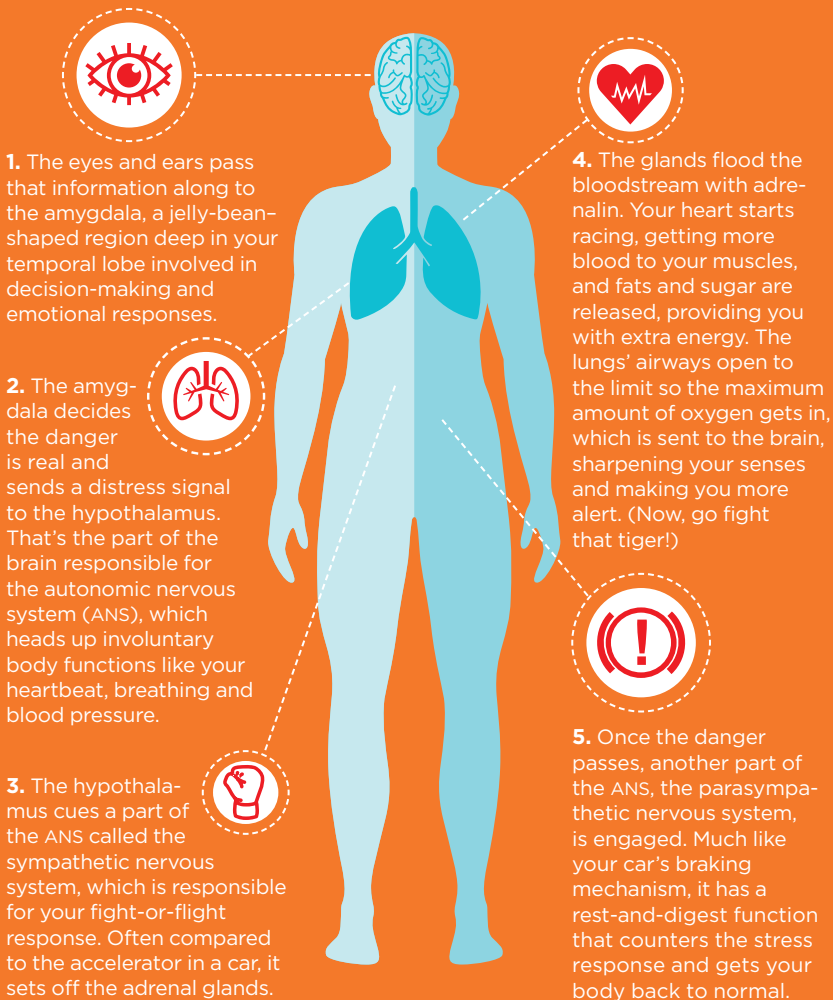 1. The eyes and ears pass
that information along to
the amygdala, a jelly-bean–
shaped region deep in your
temporal lobe involved in
decision-making and
emotional responses.
2. The amyg-
dala decides
the danger
is real and
sends a distress signal
to the hypothalamus.
That's the part of the
brain responsible for
the autonomic nervous
system (ANS), which
heads up involuntary
body functions like your
heartbeat, breathing and
blood pressure.
3. The hypothala-
mus cues a part of
the ANS called the
sympathetic nervous
system, which is responsible
for your fight-or-flight
response. Often compared
to the accelerator in a car, it
sets off the adrenal glands.
4. The glands flood the
bloodstream with adre-
nalin. Your heart starts
racing, getting more
blood to your muscles,
and fats and sugar are
released, providing you
with extra energy. The
lungs' airways open to
the limit so the maximum
amount of oxygen gets in,
which is sent to the brain,
sharpening your senses
and making you more
alert. (Now, go fight
that tiger!)
!
5. Once the danger
passes, another part of
the ANS, the parasympa-
thetic nervous system,
is engaged. Much like
your car's braking
mechanism, it has a
rest-and-digest function
that counters the stress
response and gets your
body back to normal.